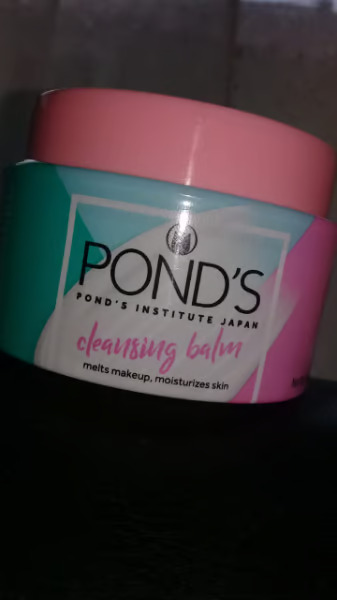 POND'S
POND'S INSTITUTE JAPAN
cleansing balm
melts makeup, moisturizes skin